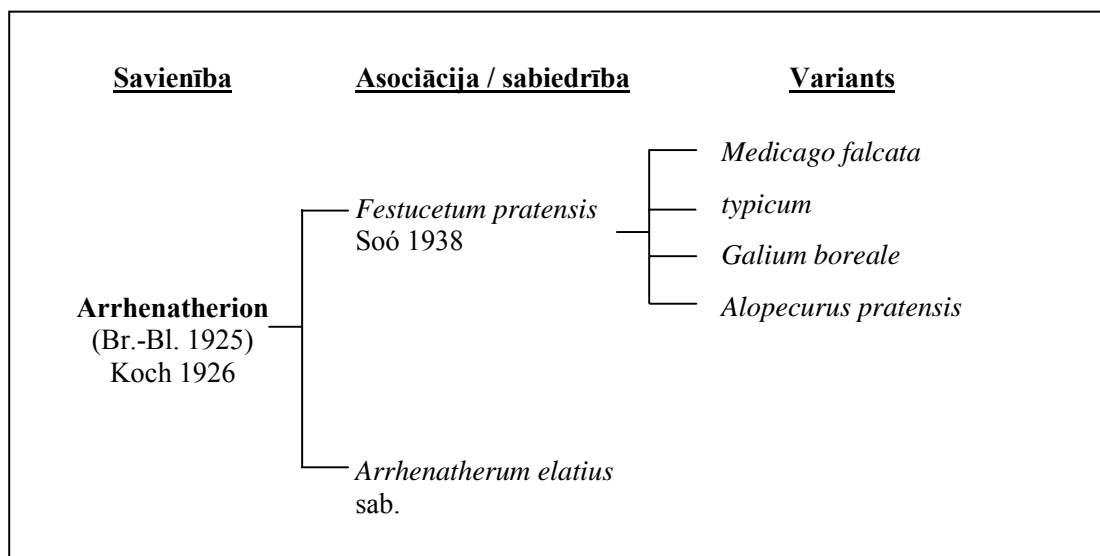 Savienība Asociācija / sabiedrība Variants
Medicago falcata
Festucetum pratensis typicum
Soó 1938
Galium boreale
Arrhenatherion Alopecurus pratensis
(Br.-Bl. 1925)
Koch 1926
Arrhenatherum elatius
sab.